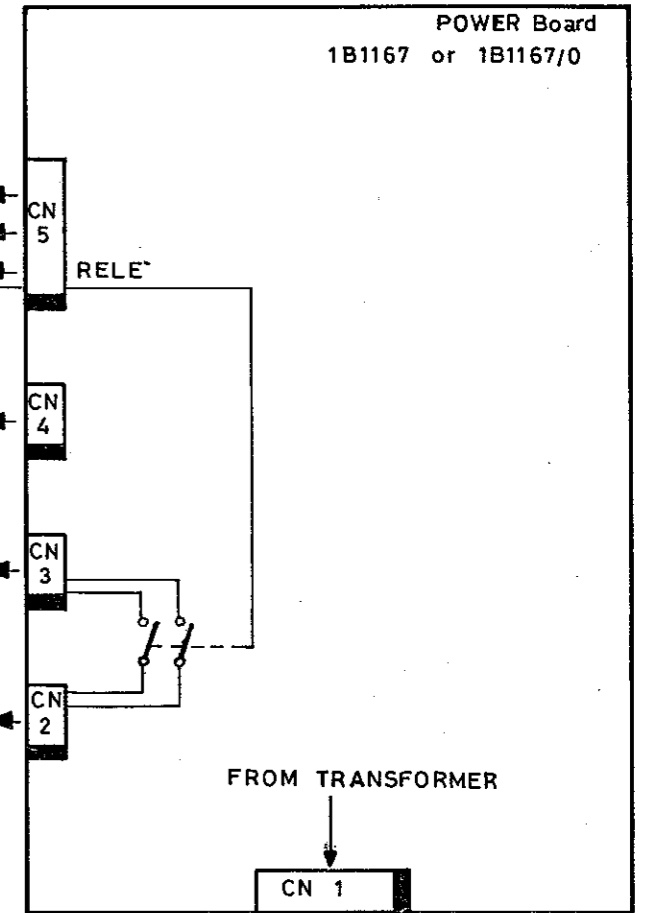 POWER Board
1B1167 or 1B1167/0
CN
5
RELE`
CN
4
CN
3
CN
2
FROM TRANSFORMER
CN 1